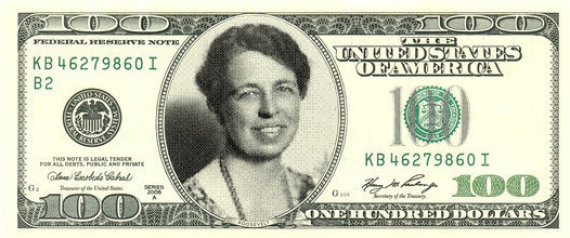 100 100
FEDERAL RESERVE NOTE
THE
UNITED STATES
OF AMERICA
KB 46279860 I
B2
100
THIS NOTE IS LEGAL TENDER
FOR ALL DEBTS, PUBLIC AND PRIVATE
KB 46279860 I
Treasurer of the United States.
SERIES
2006
A
Secretary of the Treasury.
100
100
ROOSEVELT
ONE HUNDRED DOLLARS